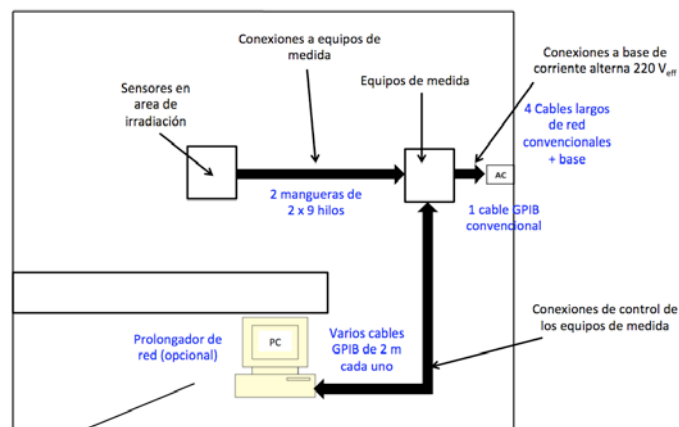 Conexiones a equipos de
medida
Conexiones a base de
corriente alterna 220 Veff
Sensores en
area de
irradiación
Equipos de medida
4 Cables largos
de red
convencionales
+ base
AC
2 mangueras de
2 x 9 hilos
1 cable GPIB
convencional
Conexiones de control de
los equipos de medida
Prolongador de
red (opcional)
PC
Varios cables
GPIB de 2 m
cada uno